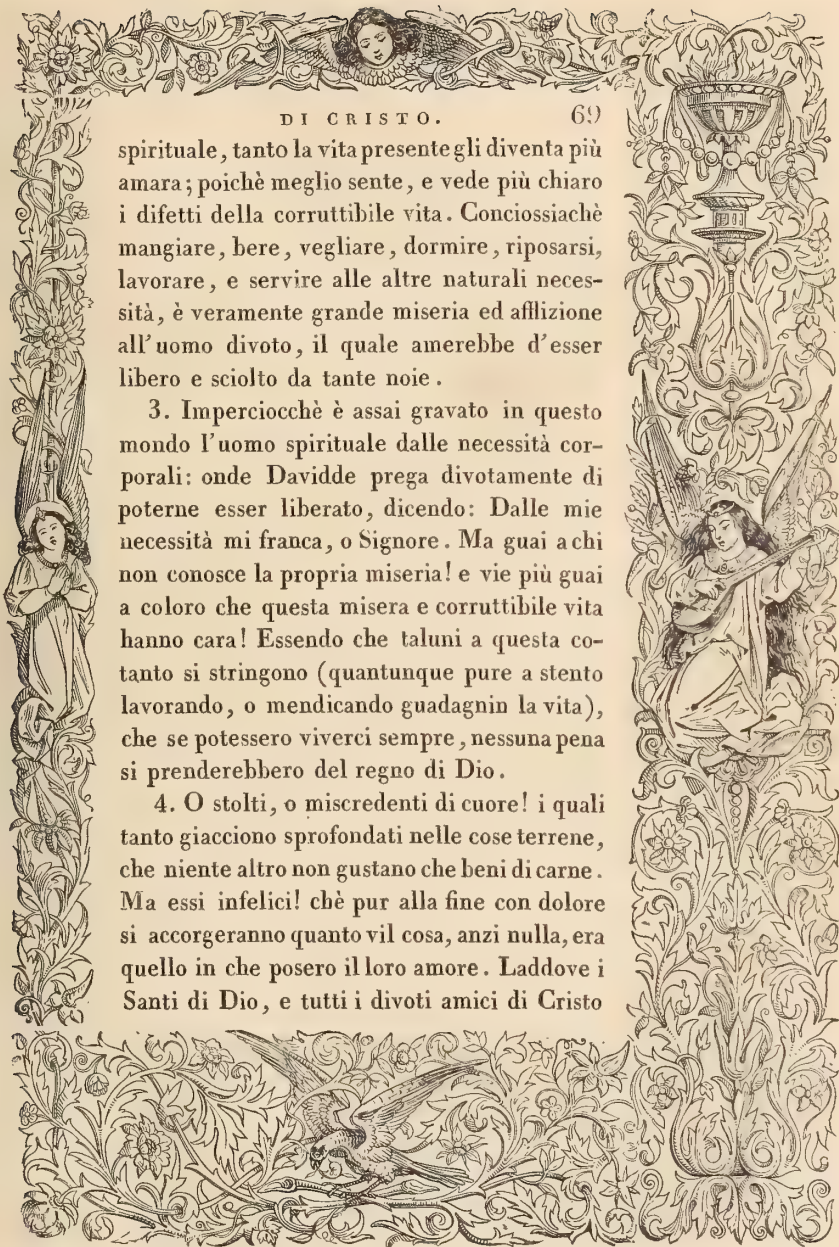 DI CRISTO. 69
spirituale, tanto la vita presente gli diventa più
amara; poichè meglio sente, e vede più chiaro
i difetti della corruttibile vita. Conciossiachè
mangiare, bere, vegliare, dormire, riposarsi,
lavorare, e servire alle altre naturali neces-
sità, è veramente grande miseria ed afflizione
all'uomo divoto, il quale amerebbe d'esser
libero e sciolto da tante noie.
3. Imperciocchè è assai gravato in questo
mondo l'uomo spirituale dalle necessità cor-
porali: onde Davidde prega divotamente di
poterne esser liberato, dicendo: Dalle mie
necessità mi franca, o Signore. Ma guai a chi
non conosce la propria miseria! e vie più guai
a coloro che questa misera e corruttibile vita
hanno cara! Essendo che taluni a questa co-
tanto si stringono (quantunque pure a stento
lavorando, o mendicando guadagnin la vita),
che se potessero viverci sempre, nessuna pena
si prenderebbero del regno di Dio.
4. O stolti, o miscredenti di cuore! i quali
tanto giacciono sprofondati nelle cose terrene,
che niente altro non gustano che beni di carne.
Ma essi infelici! chè pur alla fine con dolore
si accorgeranno quanto vil cosa, anzi nulla, era
quello in che posero il loro amore. Laddove i
Santi di Dio, e tutti i divoti amici di Cristo